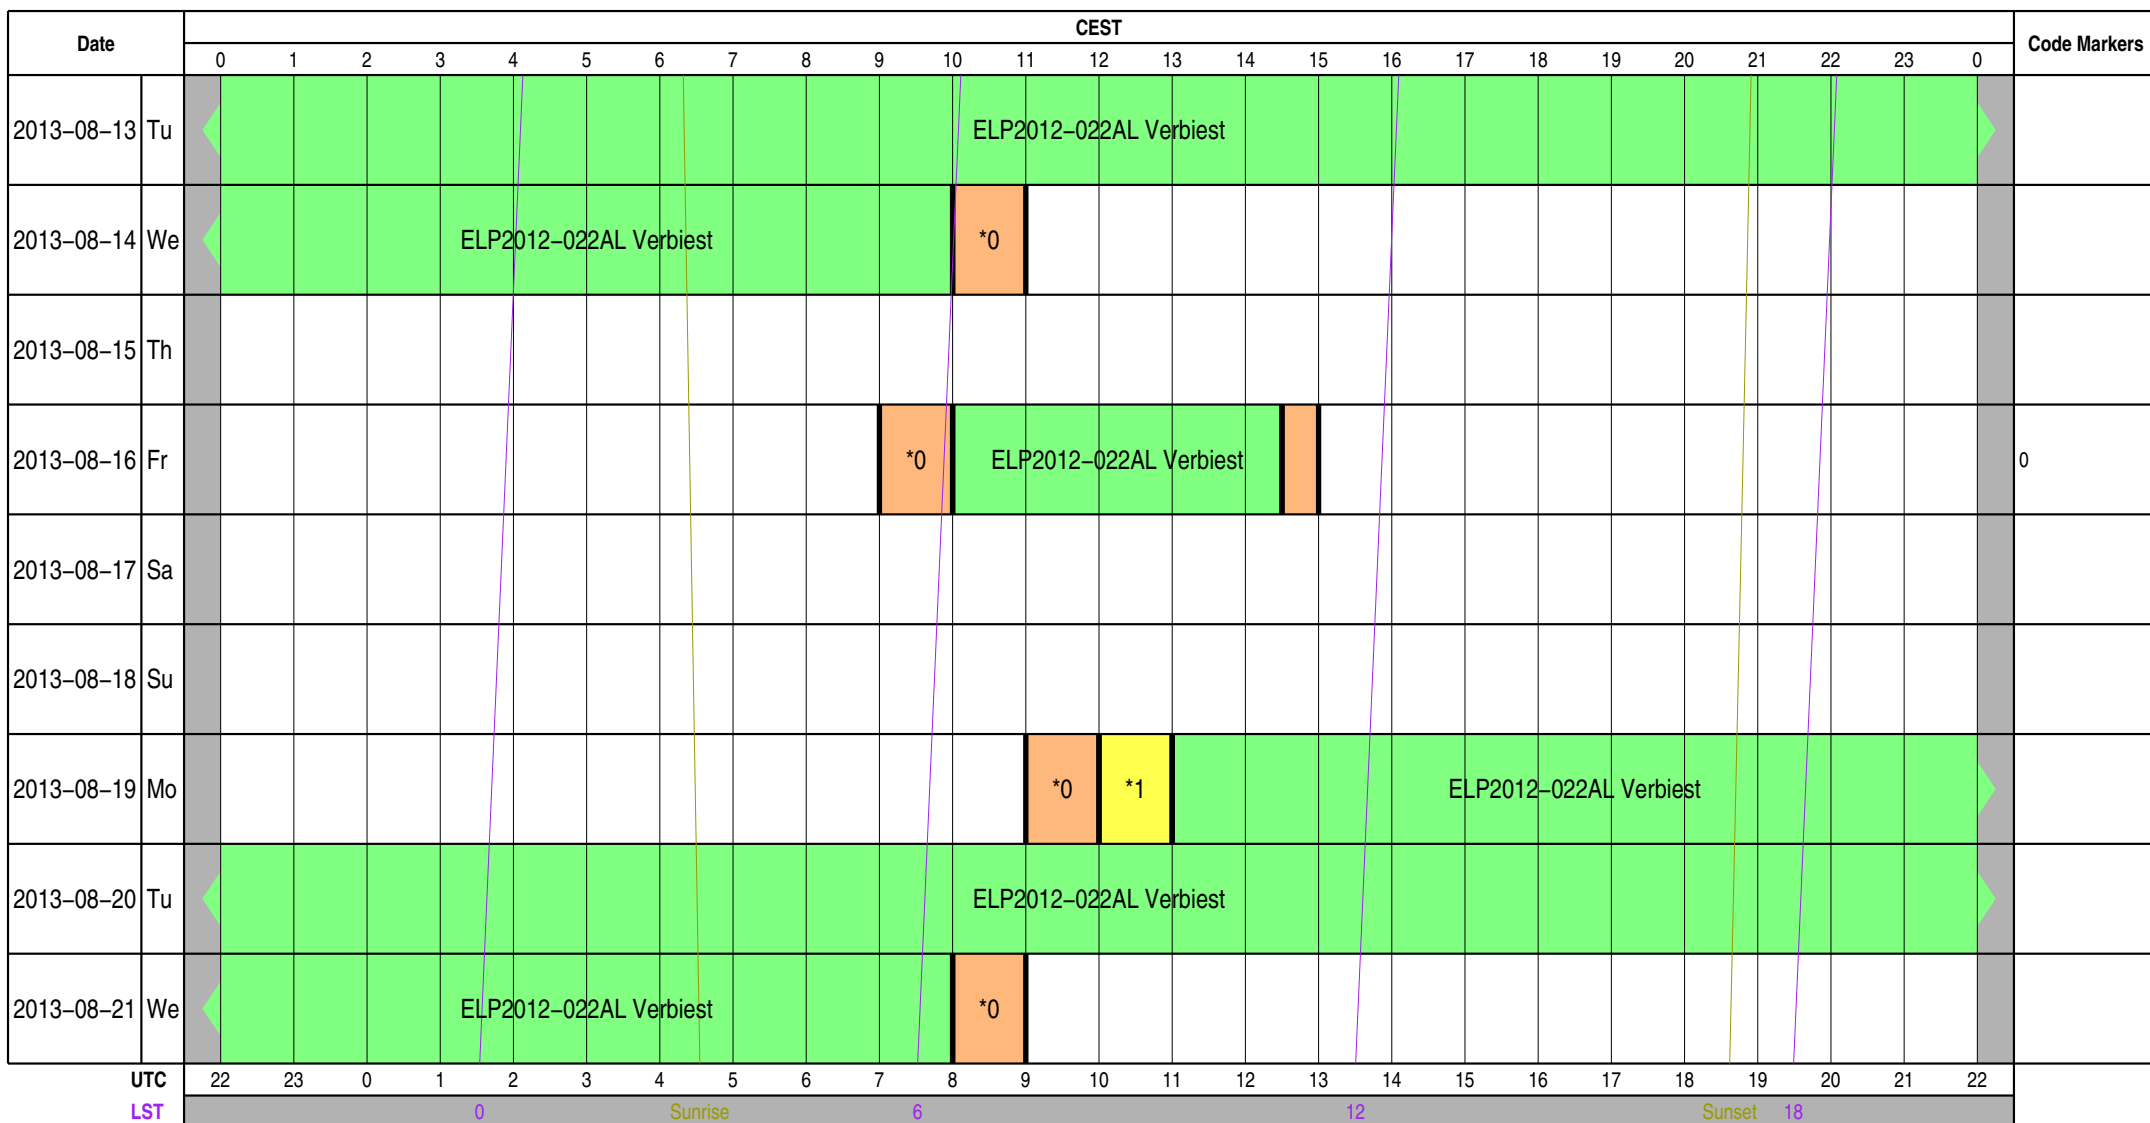 Date CEST Code Markers
0 1 2 3 4 5 6 7 8 9 10 11 12 13 14 15 16 17 18 19 20 21 22 23 0
2013–08–13 Tu ELP2012–022AL Verbiest
2013–08–14 We ELP2012–022AL Verbiest *0
2013–08–15 Th
2013–08–16 Fr *0 ELP2012–022AL Verbiest 0
2013–08–17 Sa
2013–08–18 Su
2013–08–19 Mo *0 *1 ELP2012–022AL Verbiest
2013–08–20 Tu ELP2012–022AL Verbiest
2013–08–21 We ELP2012–022AL Verbiest *0
UTC 22 23 0 1 2 3 4 5 6 7 8 9 10 11 12 13 14 15 16 17 18 19 20 21 22
LST 0 Sunrise 6 12 Sunset 18